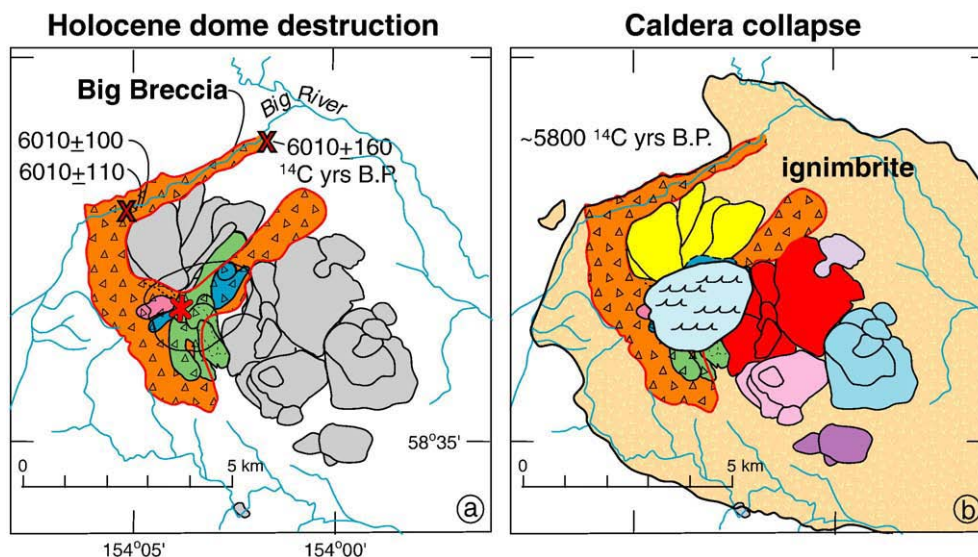 Holocene dome destruction
Caldera collapse
Big Breccia
Big River
6010±100
6010±110
6010±160
¹⁴C yrs B.P.
X
X
58°35'
0
5 km
154°05'
154°00'
a
~5800 ¹⁴C yrs B.P.
ignimbrite
0
5 km
b